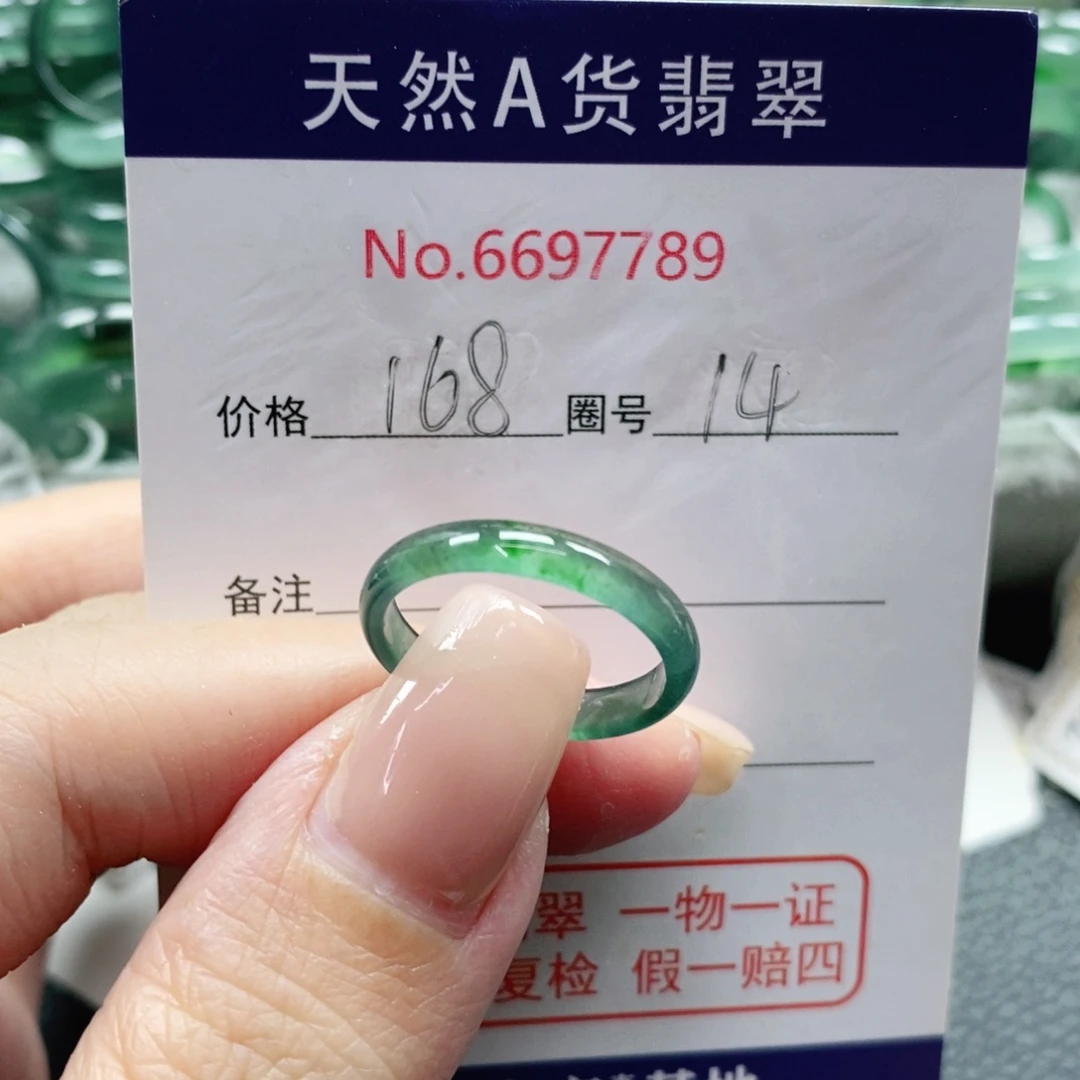 天然A货翡翠
No.6697789
价格 168 圈号 14
备注
翠 一物一证
复检 假一赔四